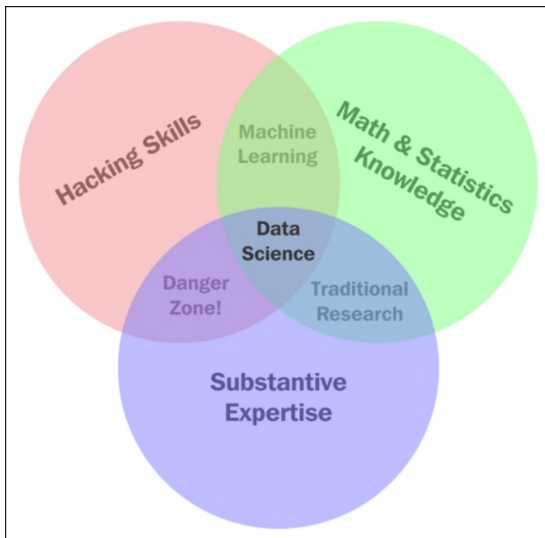 Hacking Skills
Machine
Learning
Math & Statistics
Knowledge
Data
Science
Danger
Zone!
Traditional
Research
Substantive
Expertise